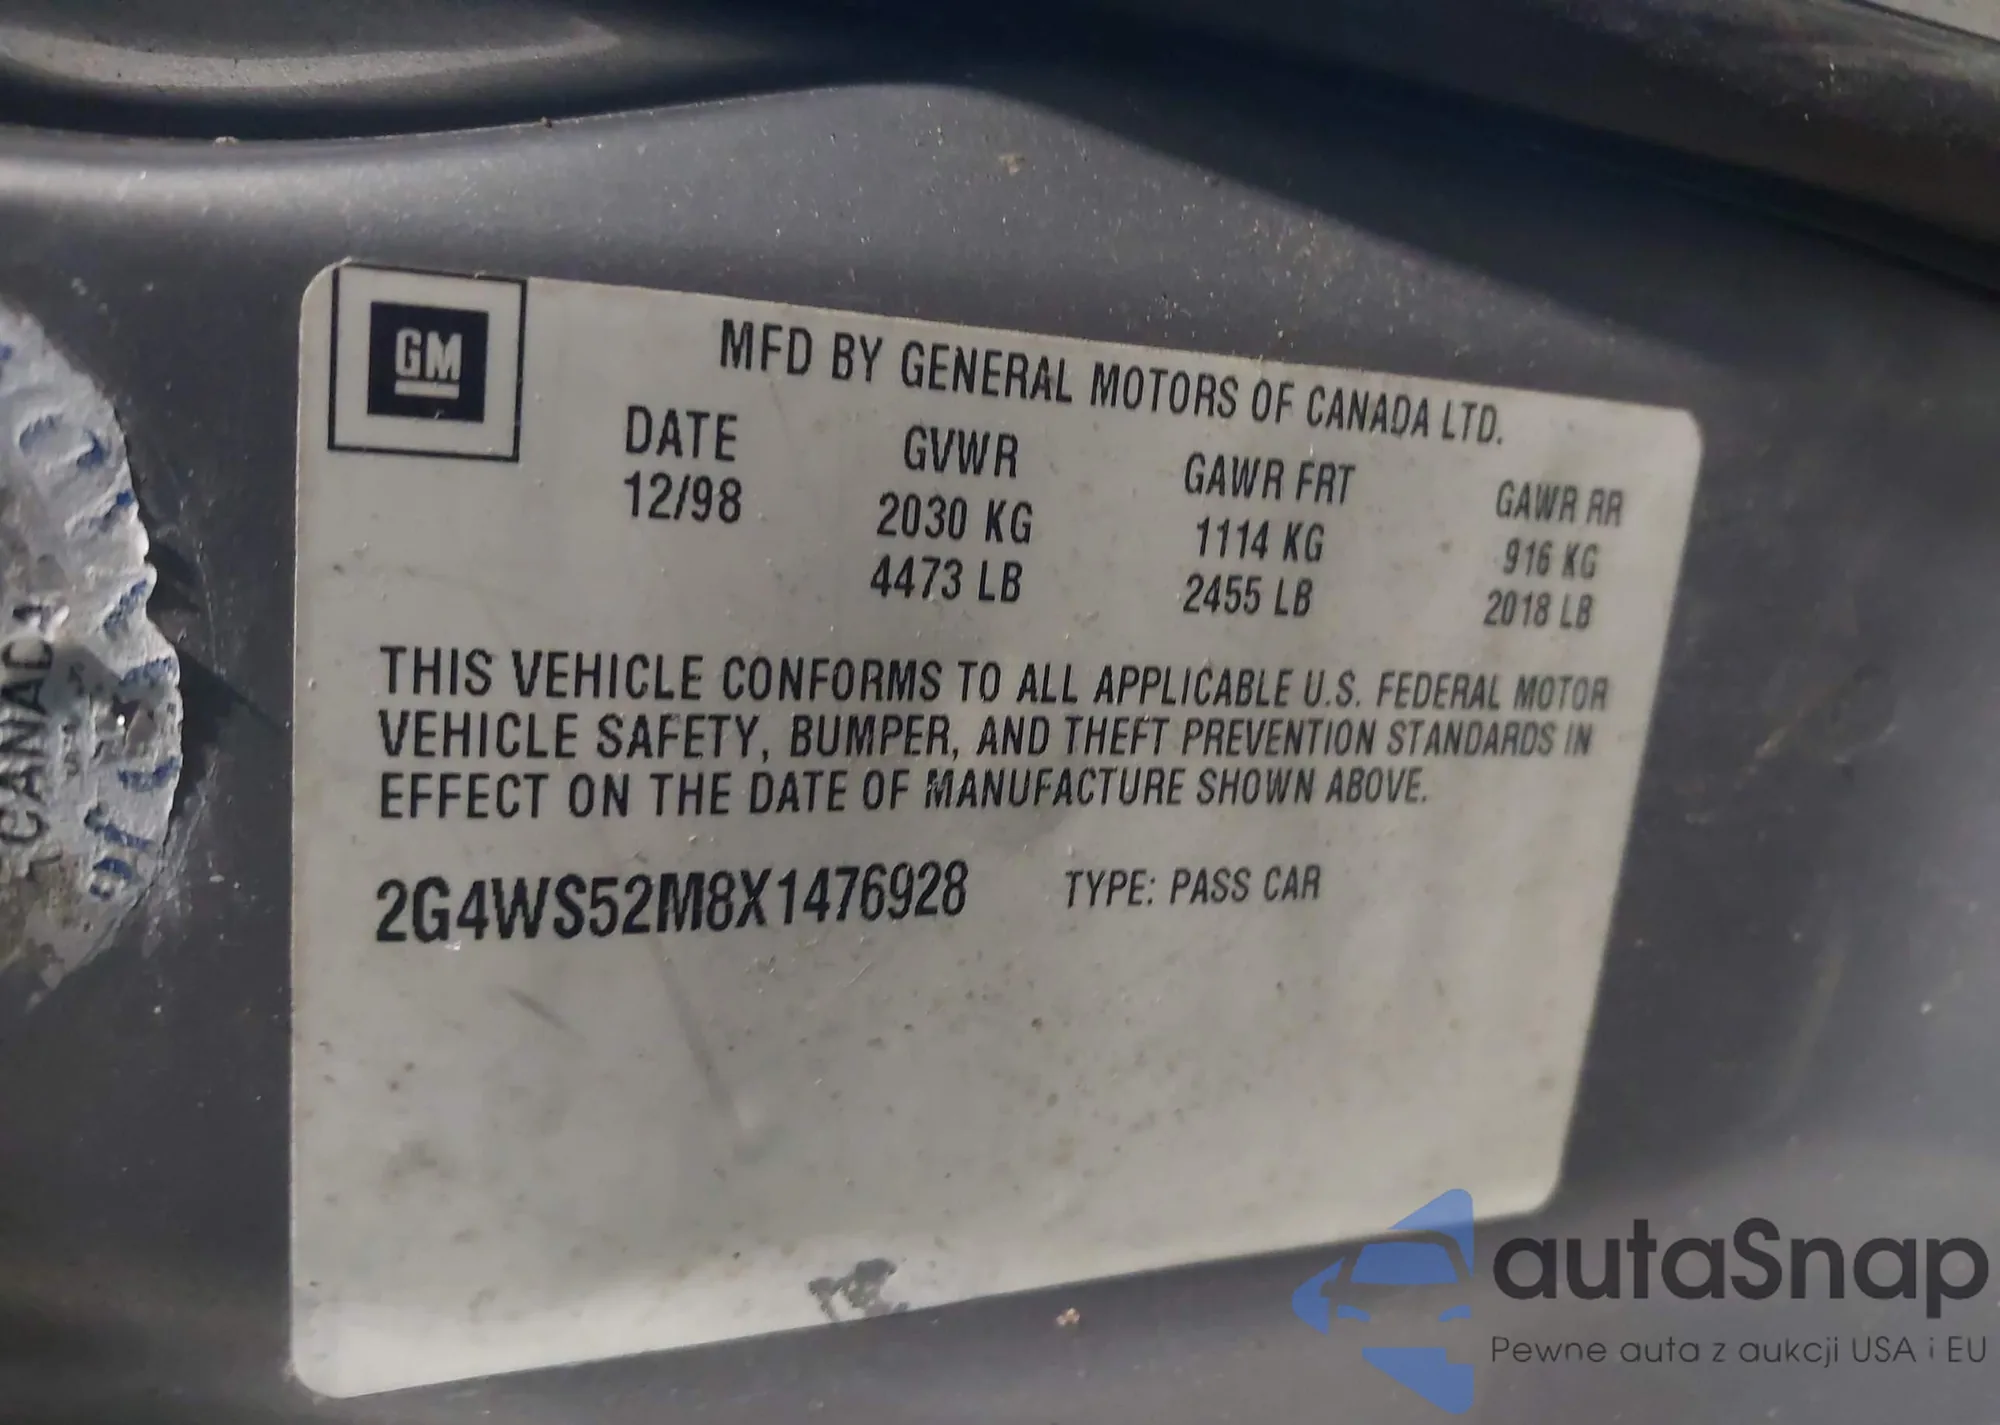 GM
MFD BY GENERAL MOTORS OF CANADA LTD.
DATE GVWR GAWR FRT GAWR RR
12/98 2030 KG 1114 KG 916 KG
4473 LB 2455 LB 2018 LB
THIS VEHICLE CONFORMS TO ALL APPLICABLE U.S. FEDERAL MOTOR
VEHICLE SAFETY, BUMPER, AND THEFT PREVENTION STANDARDS IN
EFFECT ON THE DATE OF MANUFACTURE SHOWN ABOVE.
2G4WS52M8X1476928 TYPE: PASS CAR
CANADA
autaSnap
Pewne auta z aukcji USA i EU